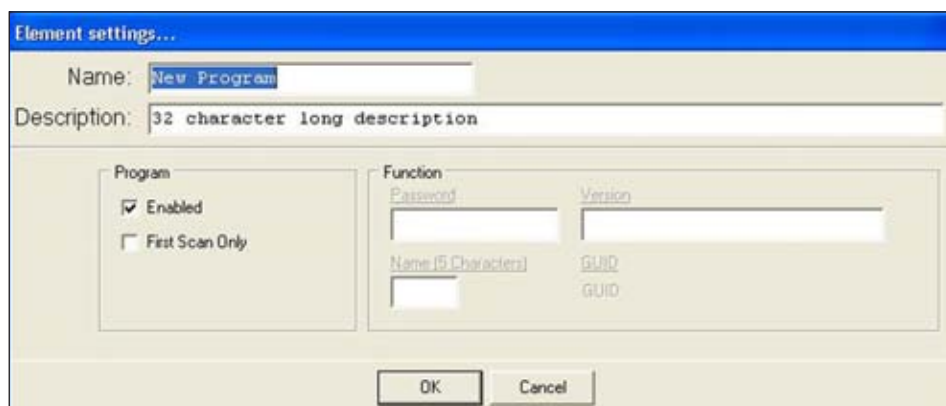 Element settings...
Name: New Program
Description: 32 character long description
Program
Enabled
First Scan Only
Function
Password Version
Name (5 Characters) GUID
GUID
OK Cancel